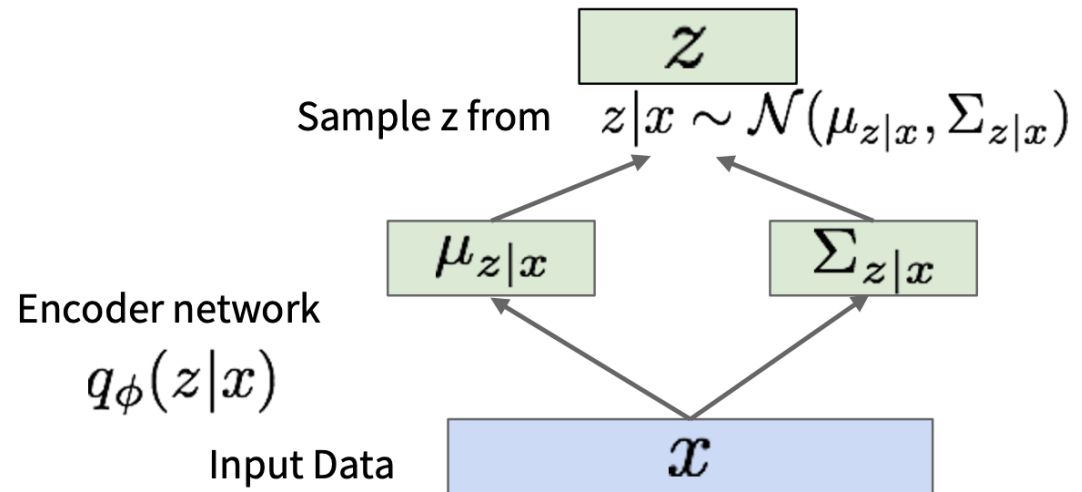 z
Sample z from z|x ∼ 𝒩(μ_{z|x}, Σ_{z|x})
μ_{z|x} Σ_{z|x}
Encoder network
q_ϕ(z|x)
Input Data x